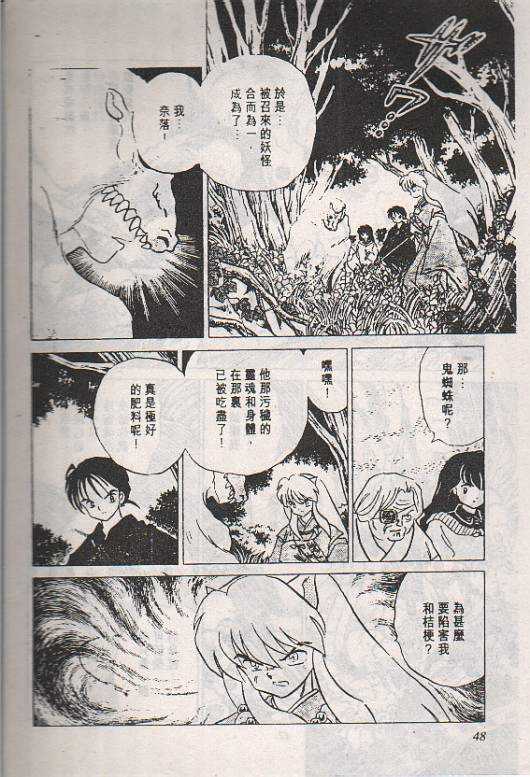 於是…
被召來的妖怪
合而為一．
成為了…
我…
奈落！
那…
鬼蜘蛛呢？
嘿嘿！
他那污穢的
靈魂和身體．
在那裏
已被吃盡了！
真是極好
的肥料呢！
為甚麼
要陷害我
和桔梗？
48